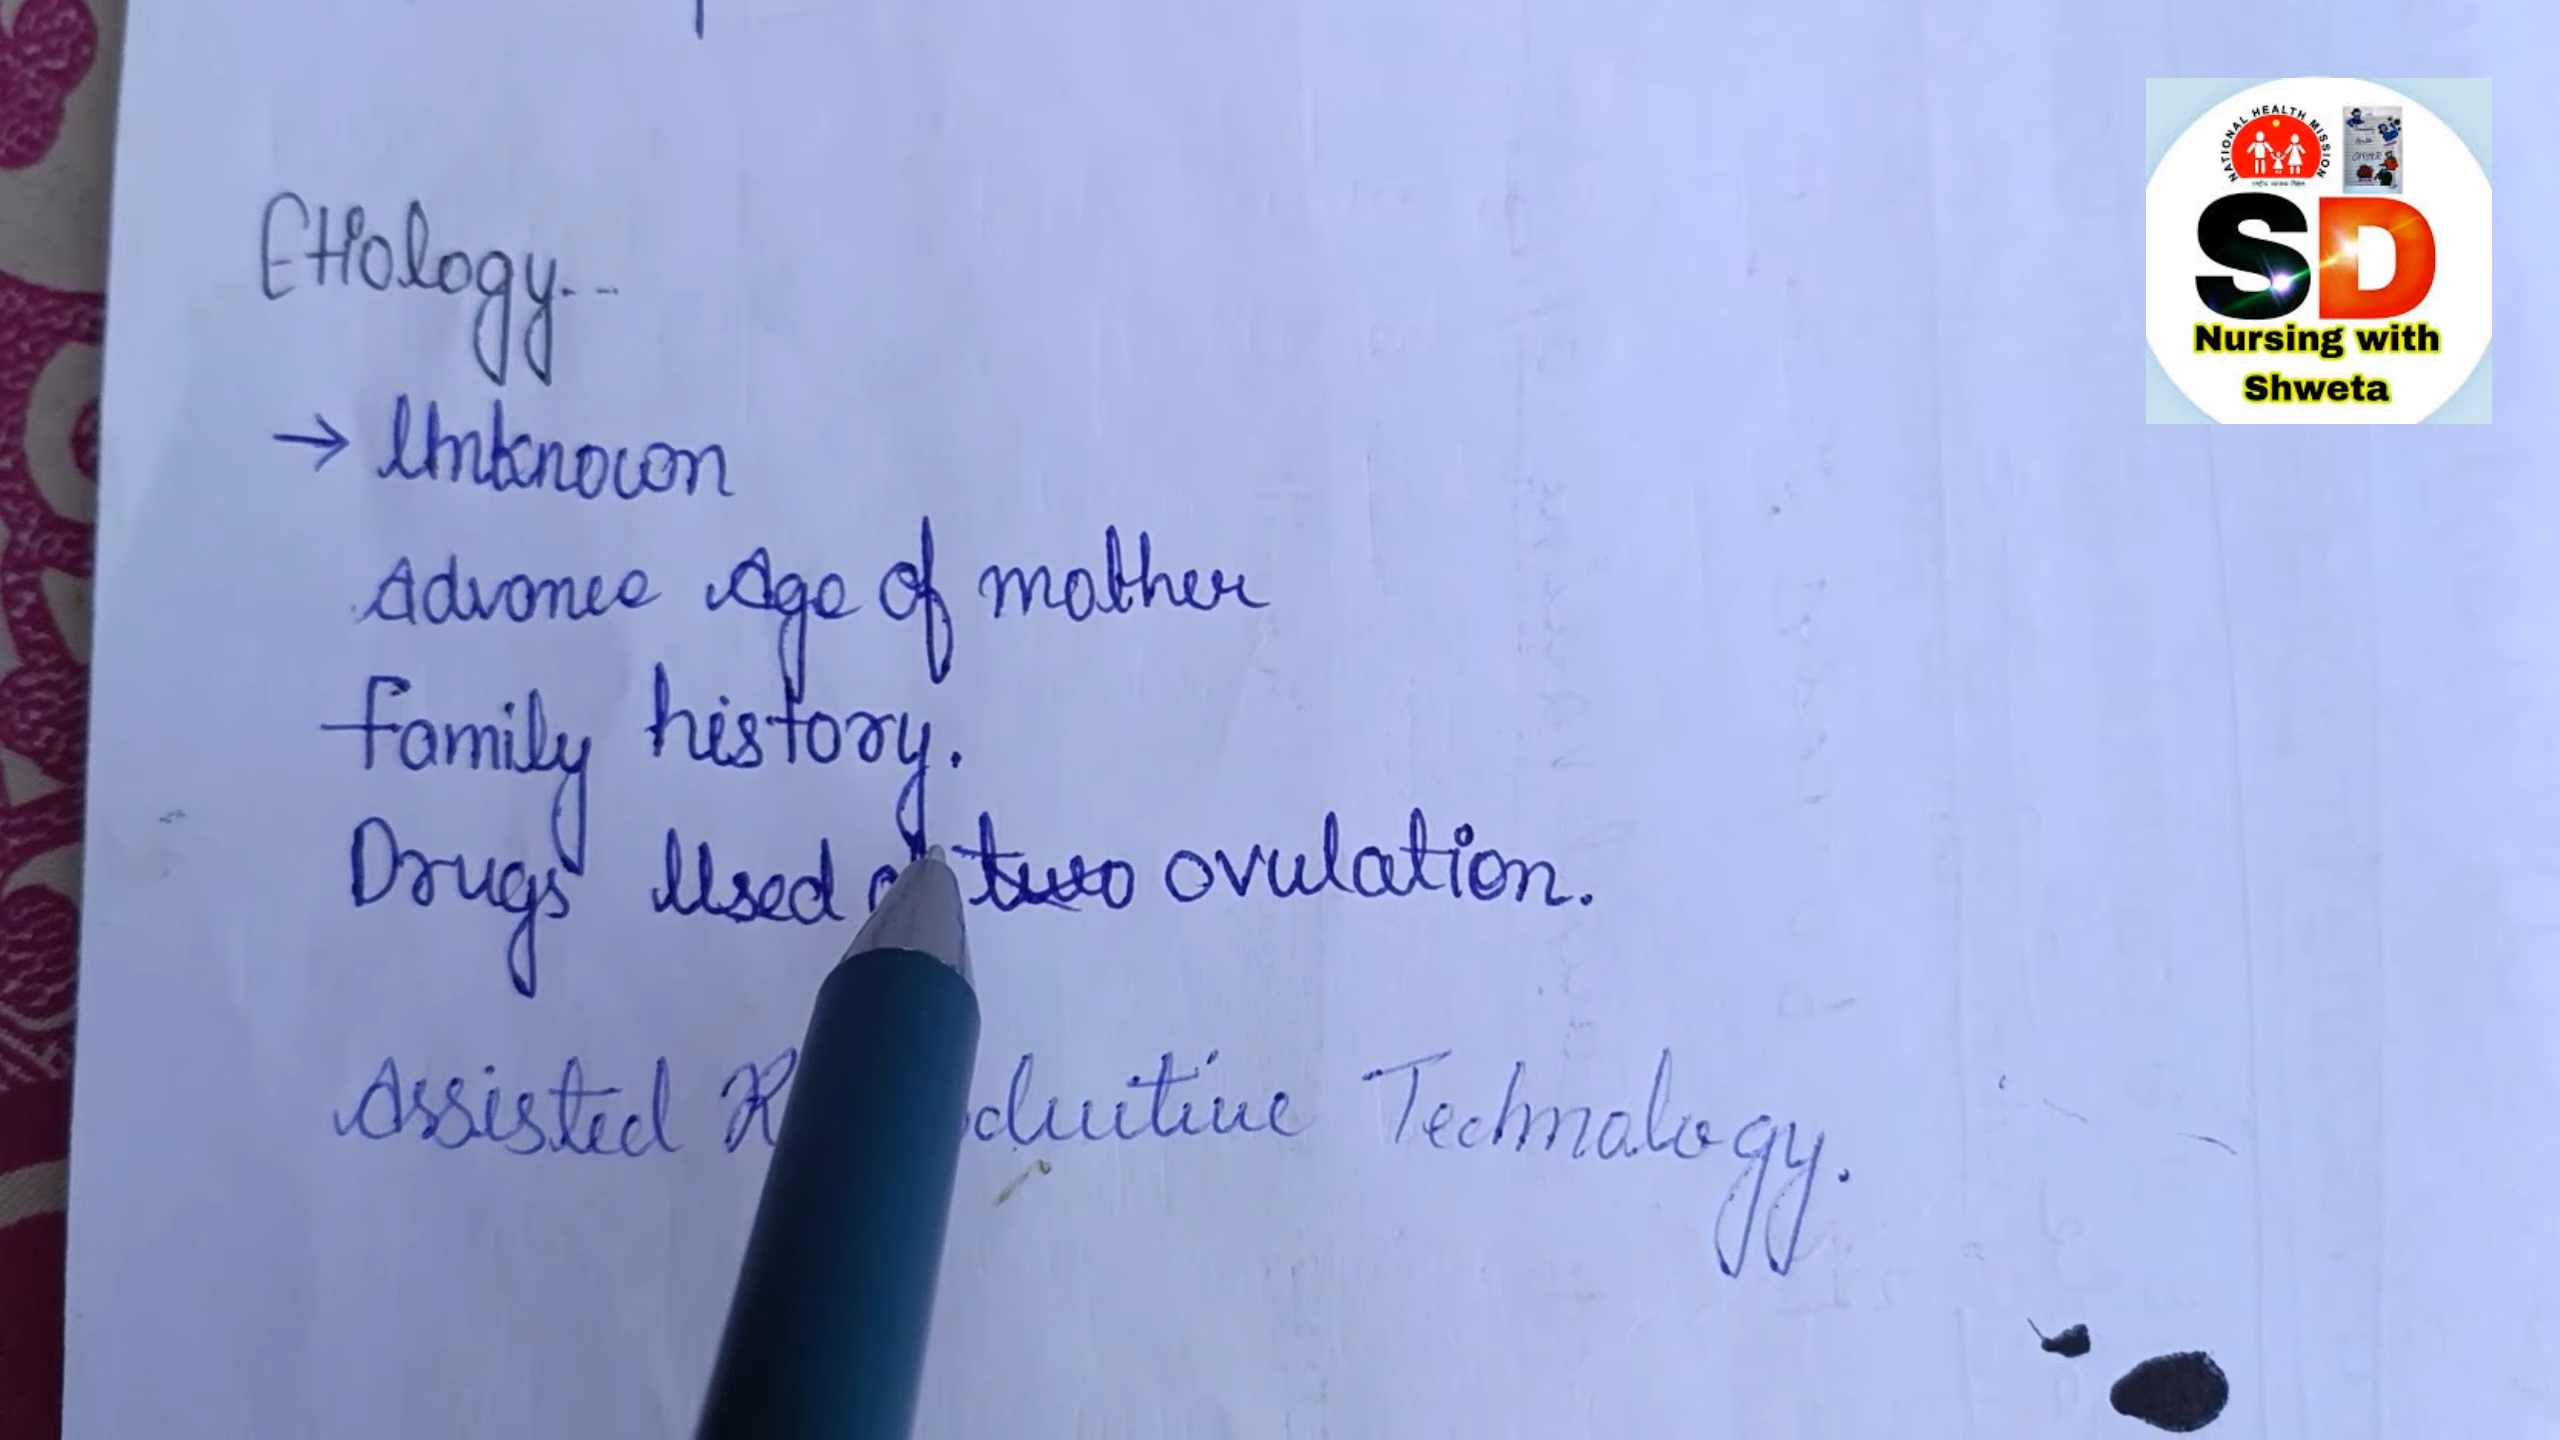 Etiology...
→ Unknown
Advance Age of mother
family history.
Drugs Used two ovulation.
Assisted Technology.
NATIONAL HEALTH MISSION
SD
Nursing with
Shweta